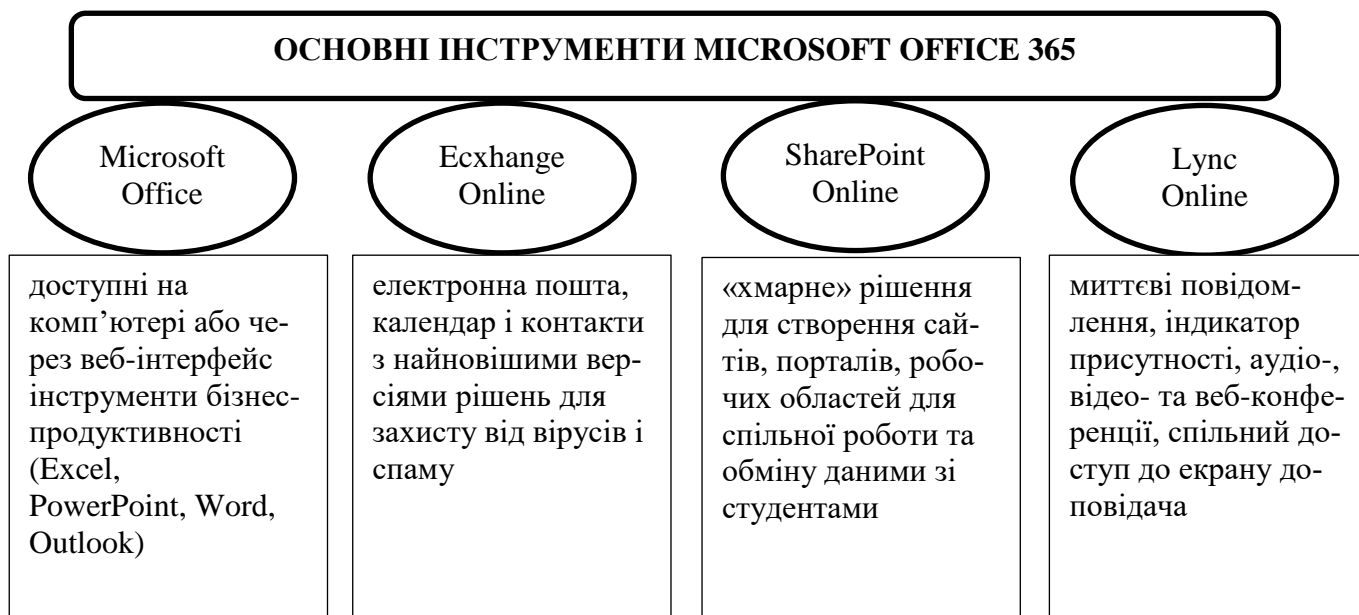 ОСНОВНІ ІНСТРУМЕНТИ MICROSOFT OFFICE 365
Microsoft
Office
Ecxhange
Online
SharePoint
Online
Lync
Online
доступні на
комп’ютері або че-
рез веб-інтерфейс
інструменти бізнес-
продуктивності
(Excel,
PowerPoint, Word,
Outlook)
електронна пошта,
календар і контакти
з найновішими вер-
сіями рішень для
захисту від вірусів і
спаму
«хмарне» рішення
для створення сай-
тів, порталів, робо-
чих областей для
спільної роботи та
обміну даними зі
студентами
миттєві повідом-
лення, індикатор
присутності, аудіо-,
відео- та веб-конфе-
ренції, спільний до-
ступ до екрану до-
повідача